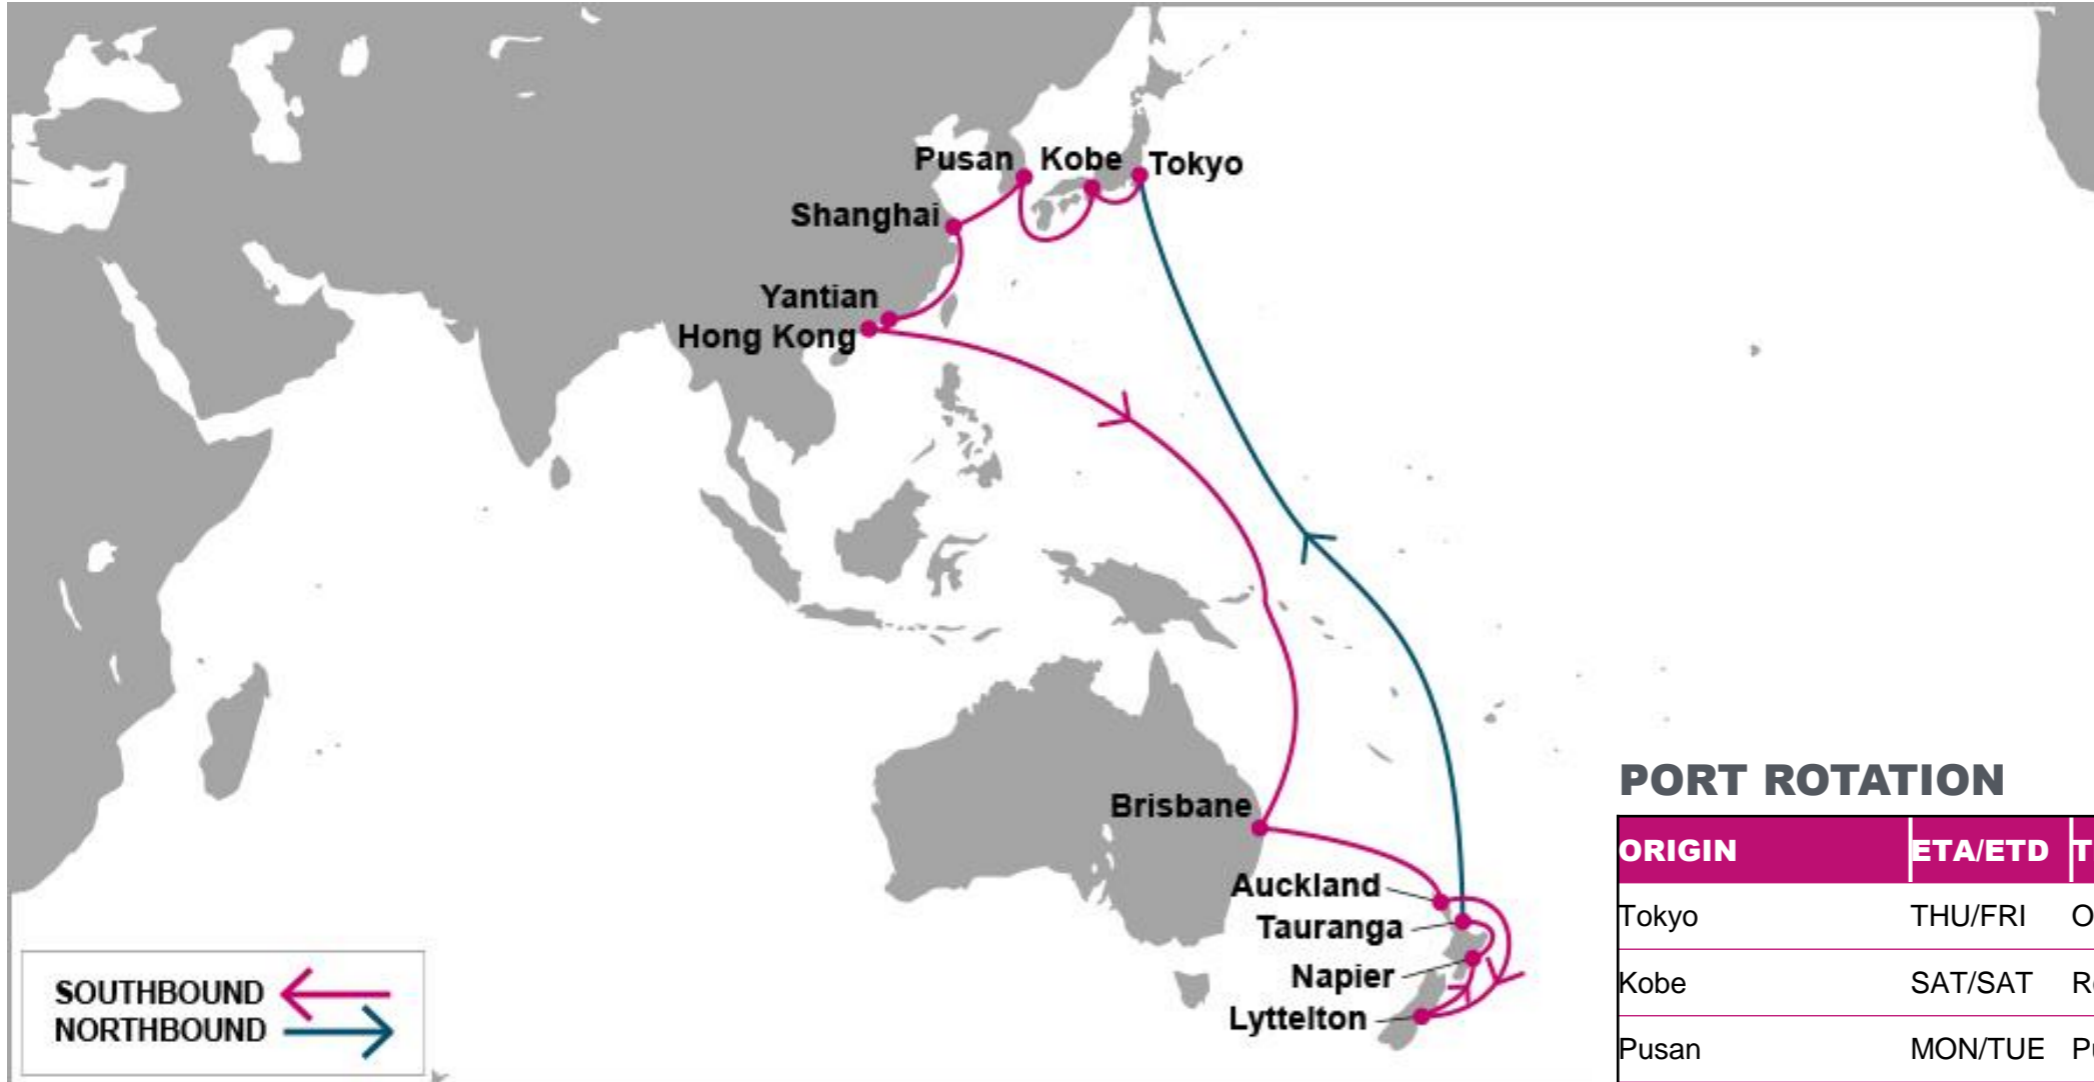 Pusan
Kobe
Tokyo
Shanghai
Yantian
Hong Kong
Brisbane
Auckland
Tauranga
Napier
Lyttelton
SOUTHBOUND
NORTHBOUND
PORT ROTATION
ORIGIN ETA/ETD
Tokyo THU/FRI
Kobe SAT/SAT
Pusan MON/TUE